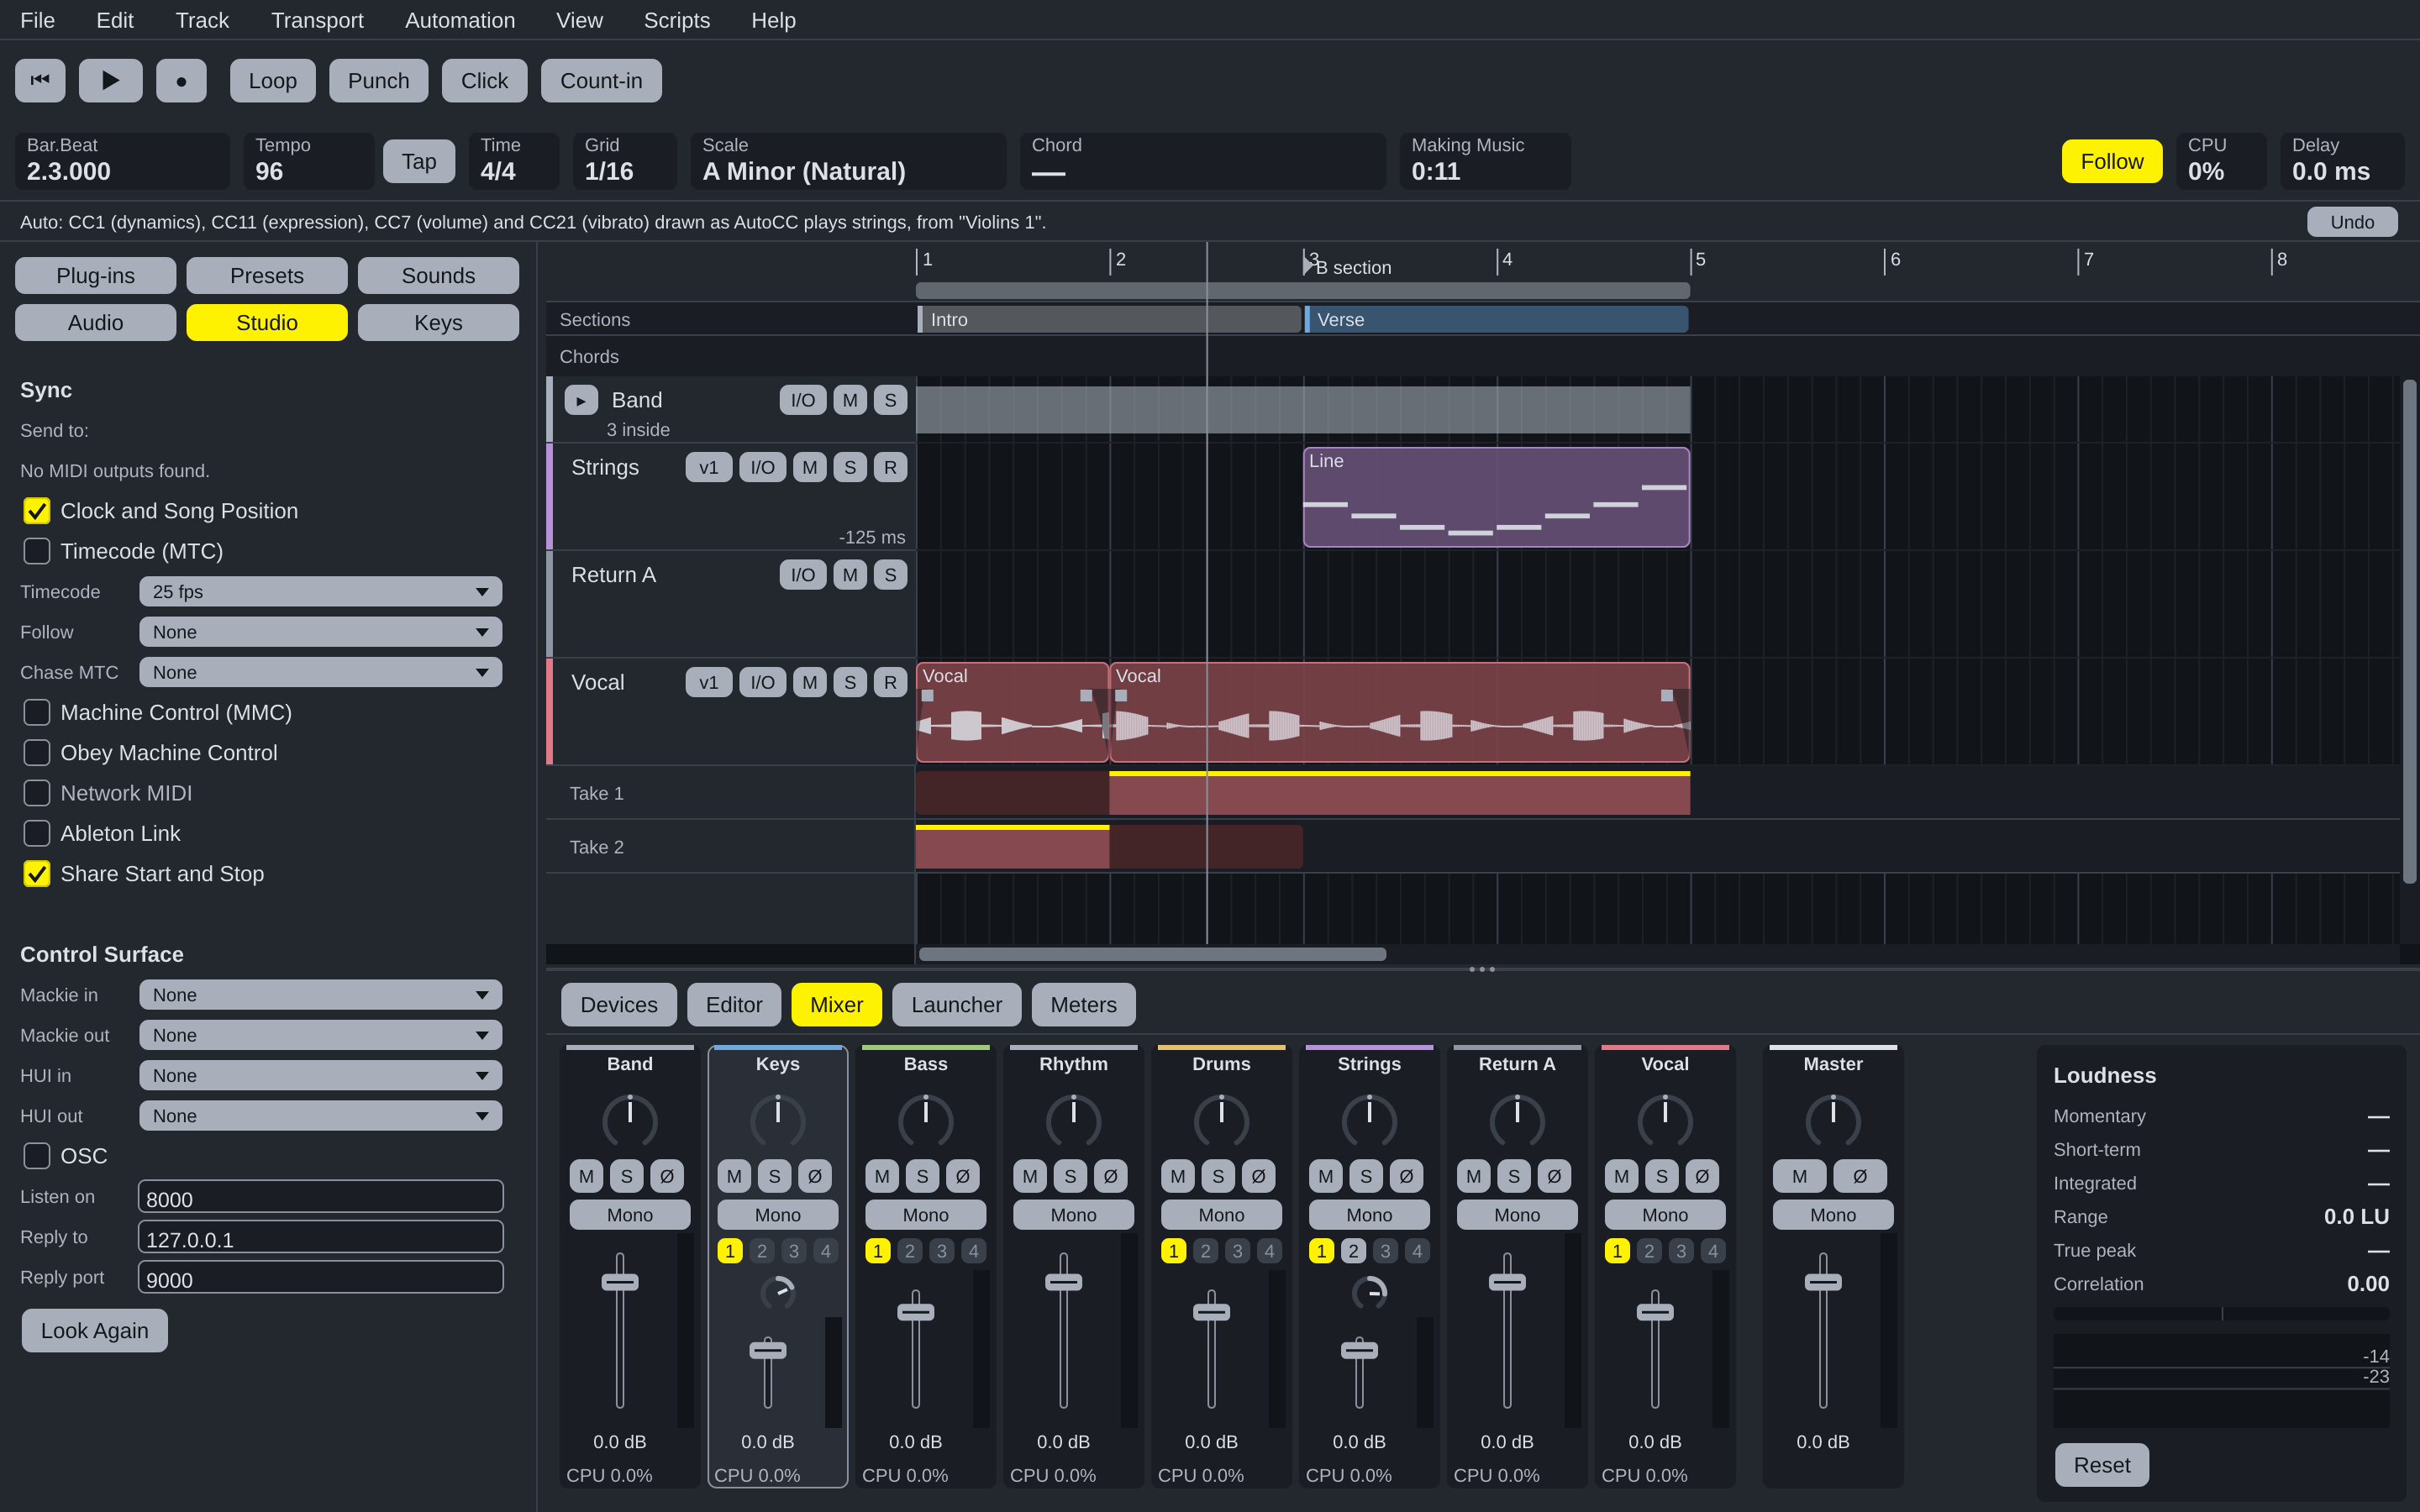 File Edit Track Transport Automation View Scripts Help
Loop Punch Click Count-in
Bar.Beat Tempo Time Grid Scale Chord Making Music CPU Delay
2.3.000 96 Tap 4/4 1/16 A Minor (Natural) — 0:11 Follow 0% 0.0 ms
Auto: CC1 (dynamics), CC11 (expression), CC7 (volume) and CC21 (vibrato) drawn as AutoCC plays strings, from "Violins 1". Undo
Plug-ins Presets Sounds
Audio Studio Keys
Sync
Send to:
No MIDI outputs found.
Clock and Song Position
Timecode (MTC)
Timecode 25 fps
Follow None
Chase MTC None
Machine Control (MMC)
Obey Machine Control
Network MIDI
Ableton Link
Share Start and Stop
Control Surface
Mackie in None
Mackie out None
HUI in None
HUI out None
OSC
Listen on 8000
Reply to 127.0.0.1
Reply port 9000
Look Again
1 2 3 4 5 6 7 8
B section
Sections Intro Verse
Chords
Band I/O M S
3 inside
Strings v1 I/O M S R
Line
-125 ms
Return A I/O M S
Vocal v1 I/O M S R
Vocal Vocal
Take 1
Take 2
Devices Editor Mixer Launcher Meters
Band Keys Bass Rhythm Drums Strings Return A Vocal Master
M S Ø M S Ø M S Ø M S Ø M S Ø M S Ø M S Ø M S Ø M Ø
Mono Mono Mono Mono Mono Mono Mono Mono Mono
1 2 3 4 1 2 3 4 1 2 3 4 1 2 3 4 1 2 3 4
0.0 dB 0.0 dB 0.0 dB 0.0 dB 0.0 dB 0.0 dB 0.0 dB 0.0 dB 0.0 dB
CPU 0.0% CPU 0.0% CPU 0.0% CPU 0.0% CPU 0.0% CPU 0.0% CPU 0.0% CPU 0.0%
Loudness
Momentary —
Short-term —
Integrated —
Range 0.0 LU
True peak —
Correlation 0.00
-14
-23
Reset